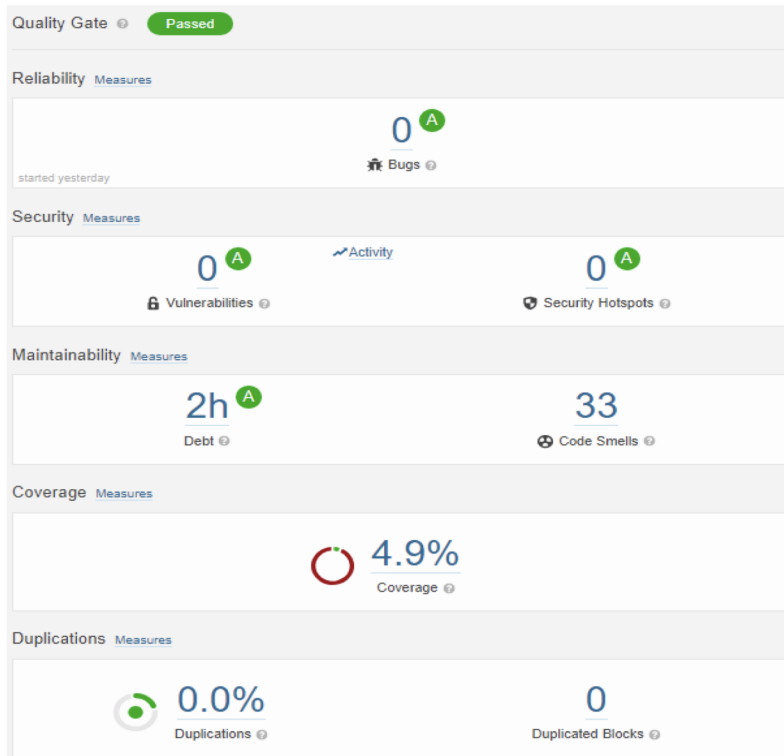 Quality Gate ? Passed
Reliability Measures
0 A
Bugs ?
started yesterday
Security Measures
0 A Activity 0 A
Vulnerabilities ? Security Hotspots ?
Maintainability Measures
2h A 33
Debt ? Code Smells ?
Coverage Measures
4.9%
Coverage ?
Duplications Measures
0.0% 0
Duplications ? Duplicated Blocks ?